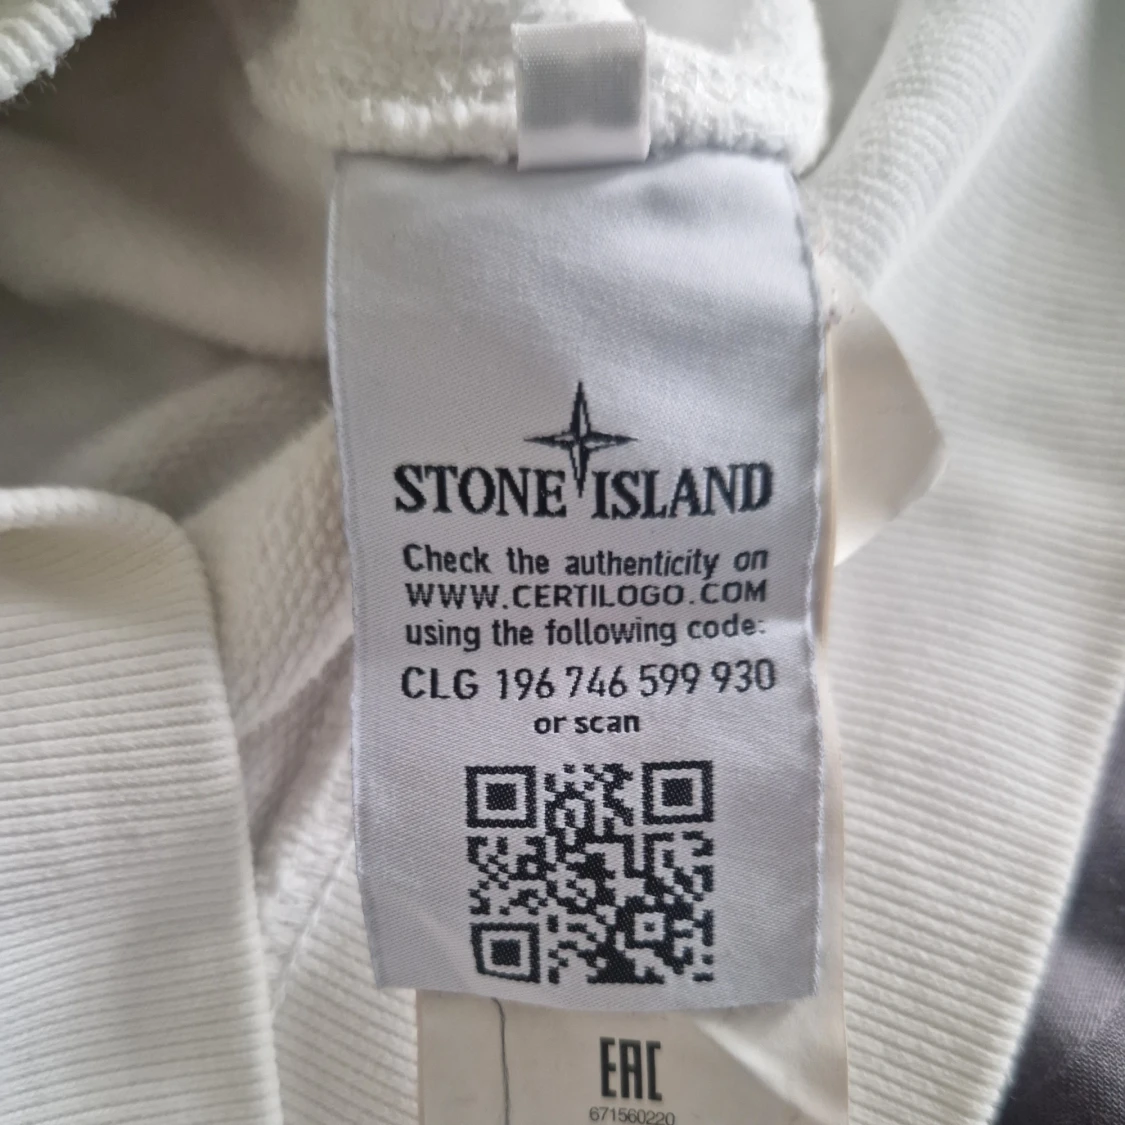 STONE ISLAND
Check the authenticity on
WWW.CERTILOGO.COM
using the following code:
CLG 196 746 599 930
or scan
EAC
671560220